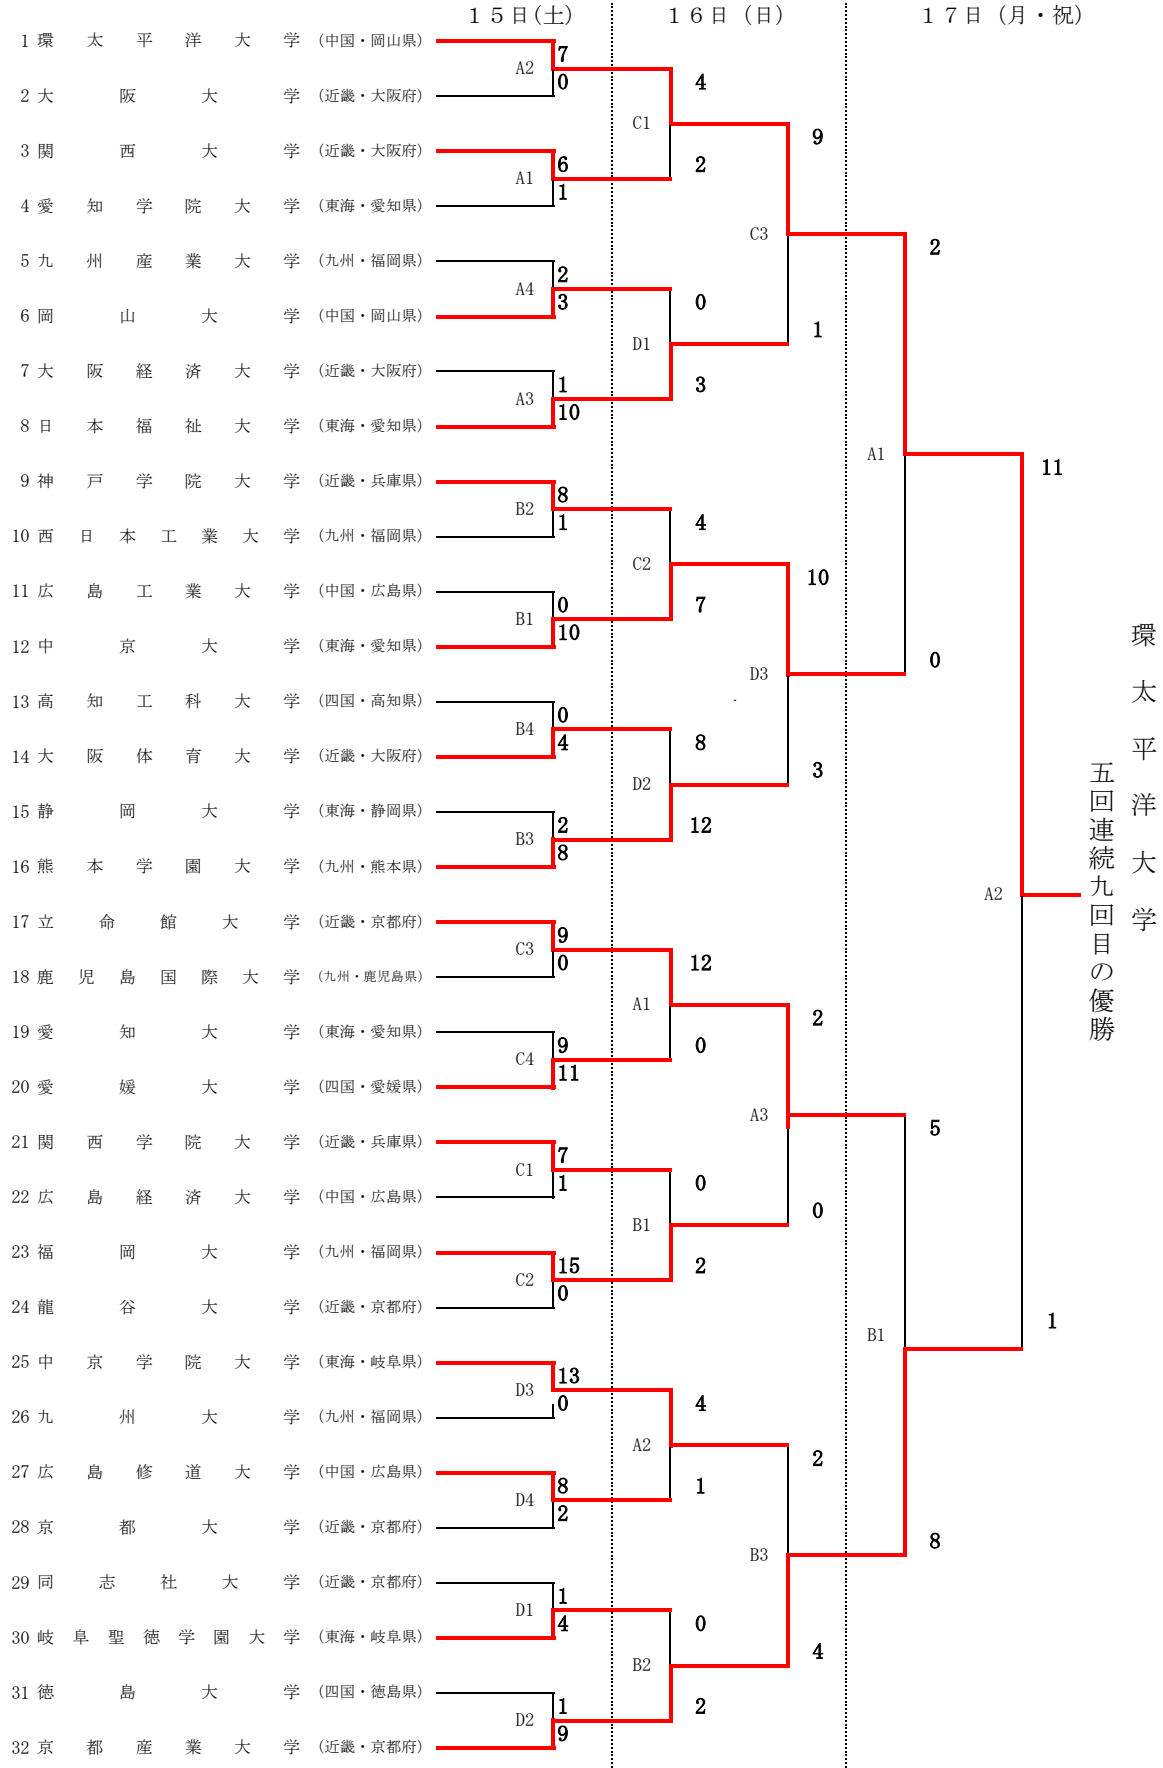 １５日(土) １６日（日） １７日（月・祝）
1 環太平洋大学 （中国・岡山県）
7
A2
0
2 大阪大学 （近畿・大阪府）
4
C1
3 関西大学 （近畿・大阪府）
9
6
2
A1
1
4 愛知学院大学 （東海・愛知県）
C3
2
5 九州産業大学 （九州・福岡県）
2
A4
3
0
6 岡山大学 （中国・岡山県）
1
D1
7 大阪経済大学 （近畿・大阪府）
1
3
A3
10
8 日本福祉大学 （東海・愛知県）
A1
11
9 神戸学院大学 （近畿・兵庫県）
8
B2
1
4
10 西日本工業大学 （九州・福岡県）
C2
10
11 広島工業大学 （中国・広島県）
0
7
B1
10
12 中京大学 （東海・愛知県）
0
D3
13 高知工科大学 （四国・高知県）
0
B4
4
8
14 大阪体育大学 （近畿・大阪府）
3
D2
15 静岡大学 （東海・静岡県）
2
12
B3
8
16 熊本学園大学 （九州・熊本県）
A2
環太平洋大学
五回連続九回目の優勝
17 立命館大学 （近畿・京都府）
9
C3
0
12
18 鹿児島国際大学 （九州・鹿児島県）
A1
2
19 愛知大学 （東海・愛知県）
9
0
C4
11
20 愛媛大学 （四国・愛媛県）
A3
5
21 関西学院大学 （近畿・兵庫県）
7
C1
1
0
22 広島経済大学 （中国・広島県）
0
B1
23 福岡大学 （九州・福岡県）
15
2
C2
0
24 龍谷大学 （近畿・京都府）
1
B1
25 中京学院大学 （東海・岐阜県）
13
D3
0
4
26 九州大学 （九州・福岡県）
A2
2
27 広島修道大学 （中国・広島県）
8
1
D4
2
28 京都大学 （近畿・京都府）
8
B3
29 同志社大学 （近畿・京都府）
1
D1
4
0
30 岐阜聖徳学園大学 （東海・岐阜県）
4
B2
31 徳島大学 （四国・徳島県）
1
2
D2
9
32 京都産業大学 （近畿・京都府）